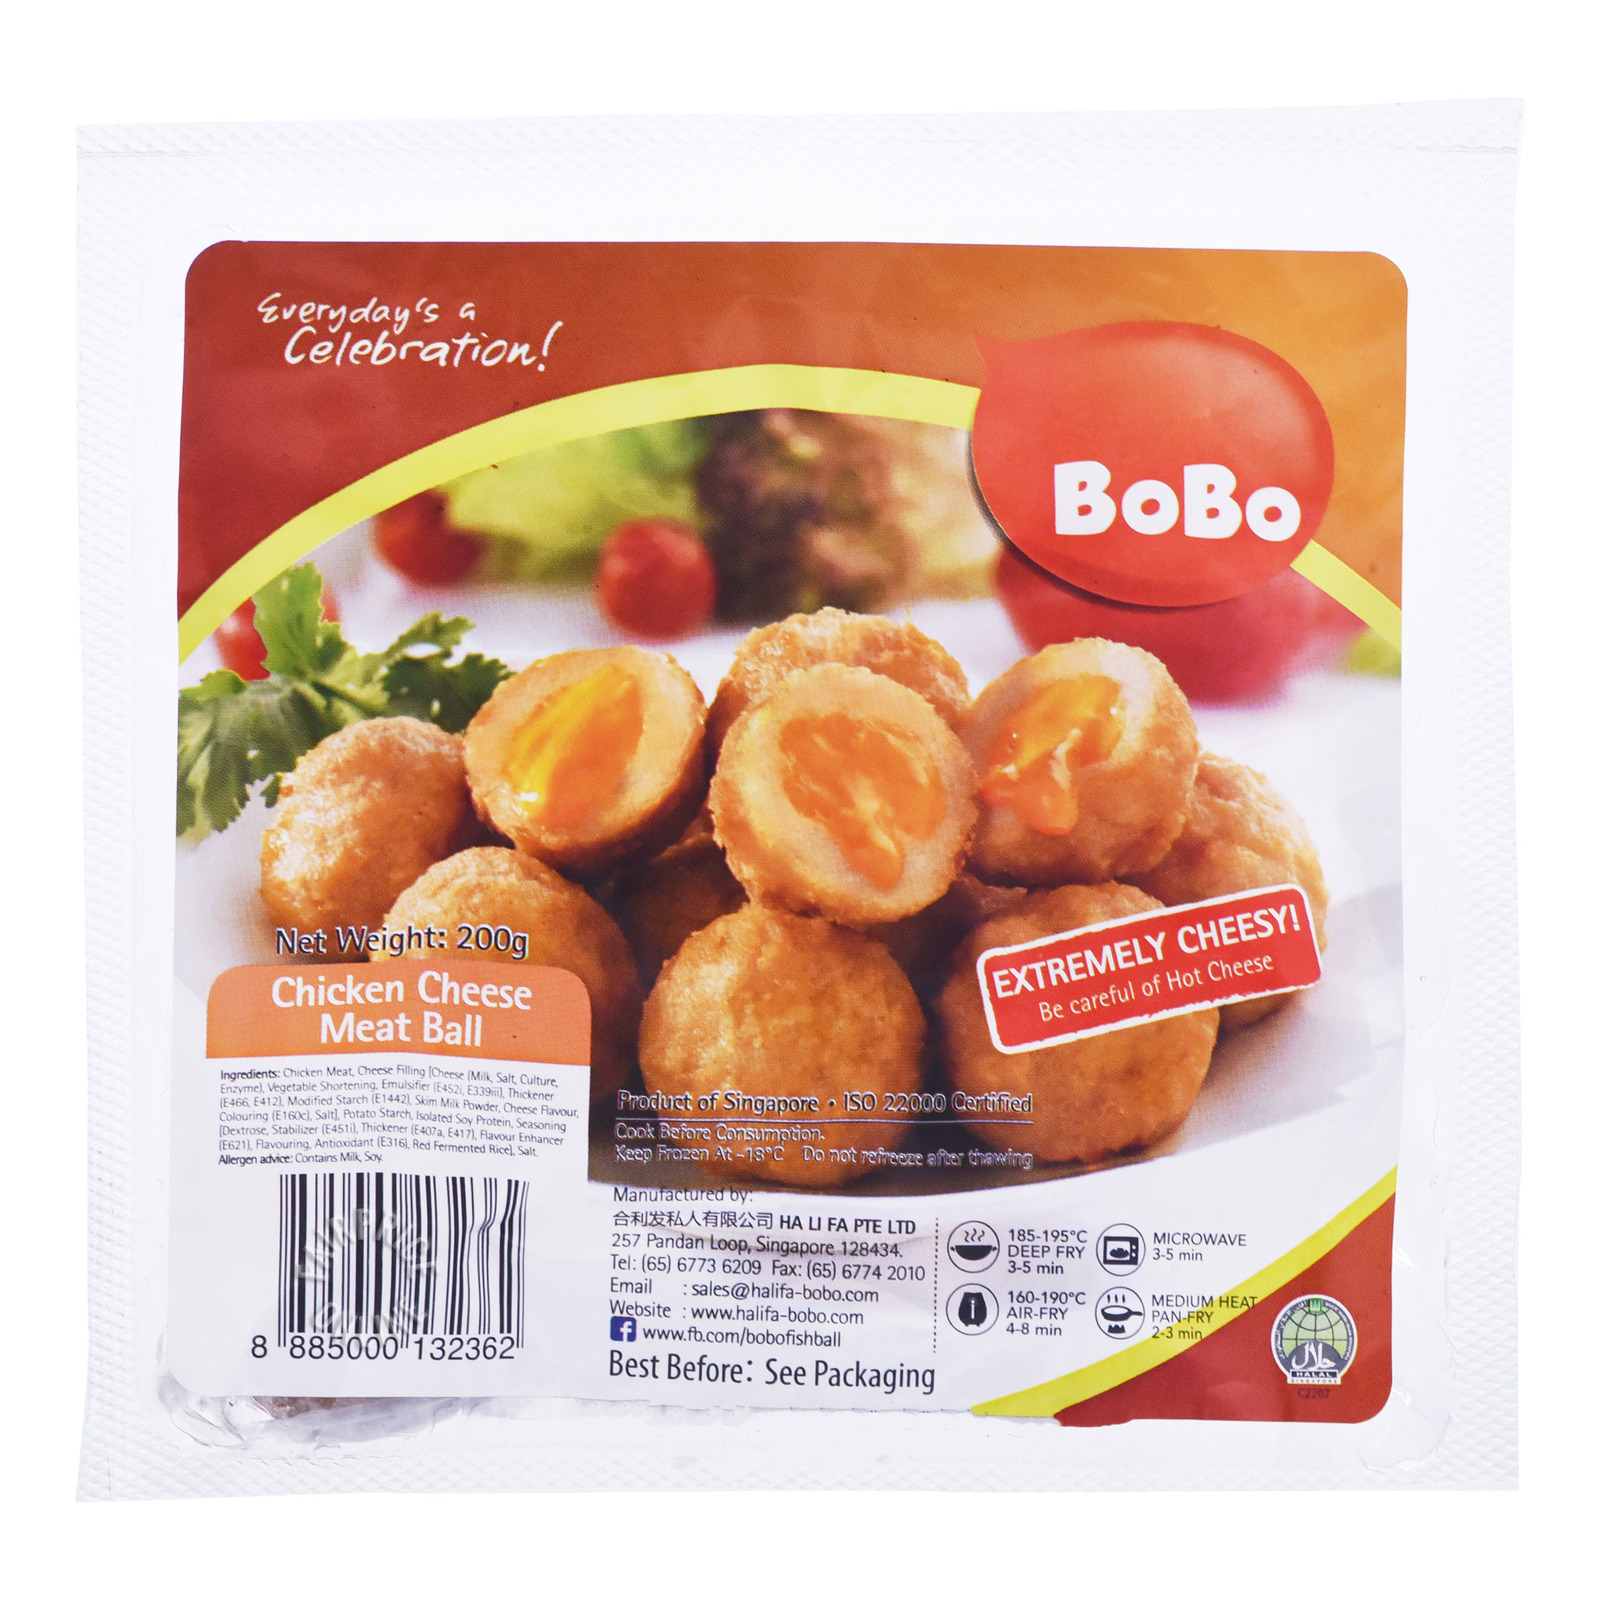 Everyday's a
Celebration!
BoBo
EXTREMELY CHEESY!
Be careful of Hot Cheese
Net Weight: 200g
Chicken Cheese
Meat Ball
Ingredients: Chicken Meat, Cheese Filling [Cheese (Milk, Salt, Culture,
Enzyme), Vegetable Shortening, Emulsifier (E452i, E339iii), Thickener
(E466, E412), Modified Starch (E1442), Skim Milk Powder, Cheese Flavour,
Colouring (E160c), Salt], Potato Starch, Isolated Soy Protein, Seasoning
[Dextrose, Stabilizer (E451i), Thickener (E407a, E417), Flavour Enhancer
(E621), Flavouring, Antioxidant (E316), Red Fermented Rice], Salt.
Allergen advice: Contains Milk, Soy.
8 885000 132362
Product of Singapore • ISO 22000 Certified
Cook Before Consumption.
Keep Frozen At -18°C Do not refreeze after thawing
Manufactured by:
合利发私人有限公司 HA LI FA PTE LTD
257 Pandan Loop, Singapore 128434.
Tel: (65) 6773 6209 Fax: (65) 6774 2010
Email : sales@halifa-bobo.com
Website : www.halifa-bobo.com
www.fb.com/bobofishball
Best Before: See Packaging
185-195°C
DEEP FRY
3-5 min
MICROWAVE
3-5 min
160-190°C
AIR-FRY
4-8 min
MEDIUM HEAT
PAN-FRY
2-3 min
حلال
HALAL
SINGAPORE
C2207